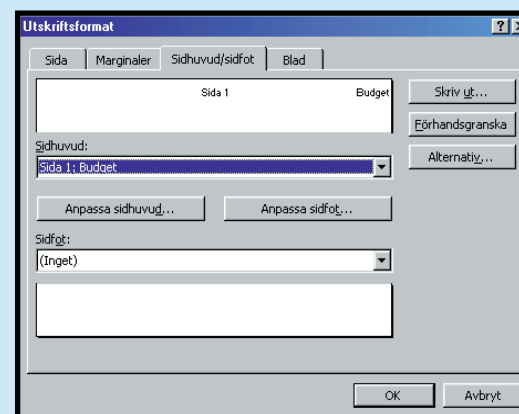 Utskriftsformat
Sida Marginaler Sidhuvud/sidfot Blad
Sida 1 Budget
Skriv ut...
Förhandsgranska
Sidhuvud:
Alternativ...
Sida 1; Budget
Anpassa sidhuvud... Anpassa sidfot...
Sidfot:
(Inget)
OK Avbryt